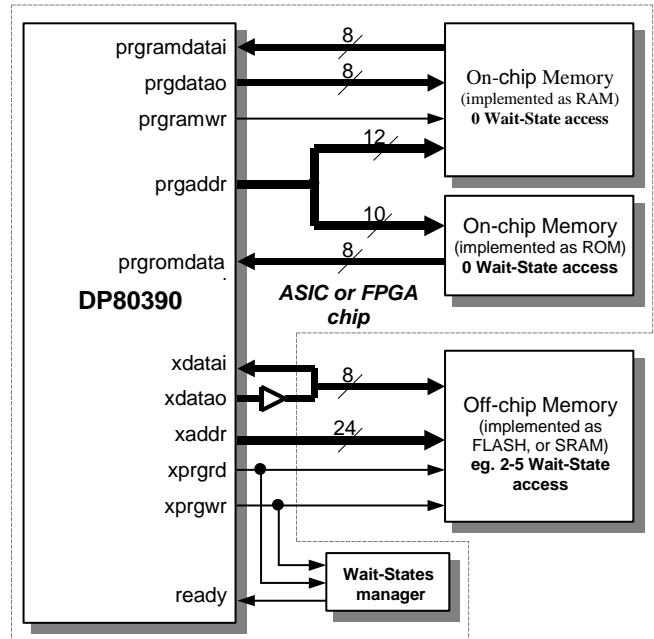 prgramdatai
8
prgdatao
8
prgramwr
On-chip Memory
(implemented as RAM)
0 Wait-State access
12
prgaddr
10
On-chip Memory
(implemented as ROM)
0 Wait-State access
prgromdata
i
8
DP80390
ASIC or FPGA
chip
xdatai
8
xdatao
xaddr
24
xprgrd
xprgwr
Off-chip Memory
(implemented as
FLASH, or SRAM)
eg. 2-5 Wait-State
access
ready
Wait-States
manager